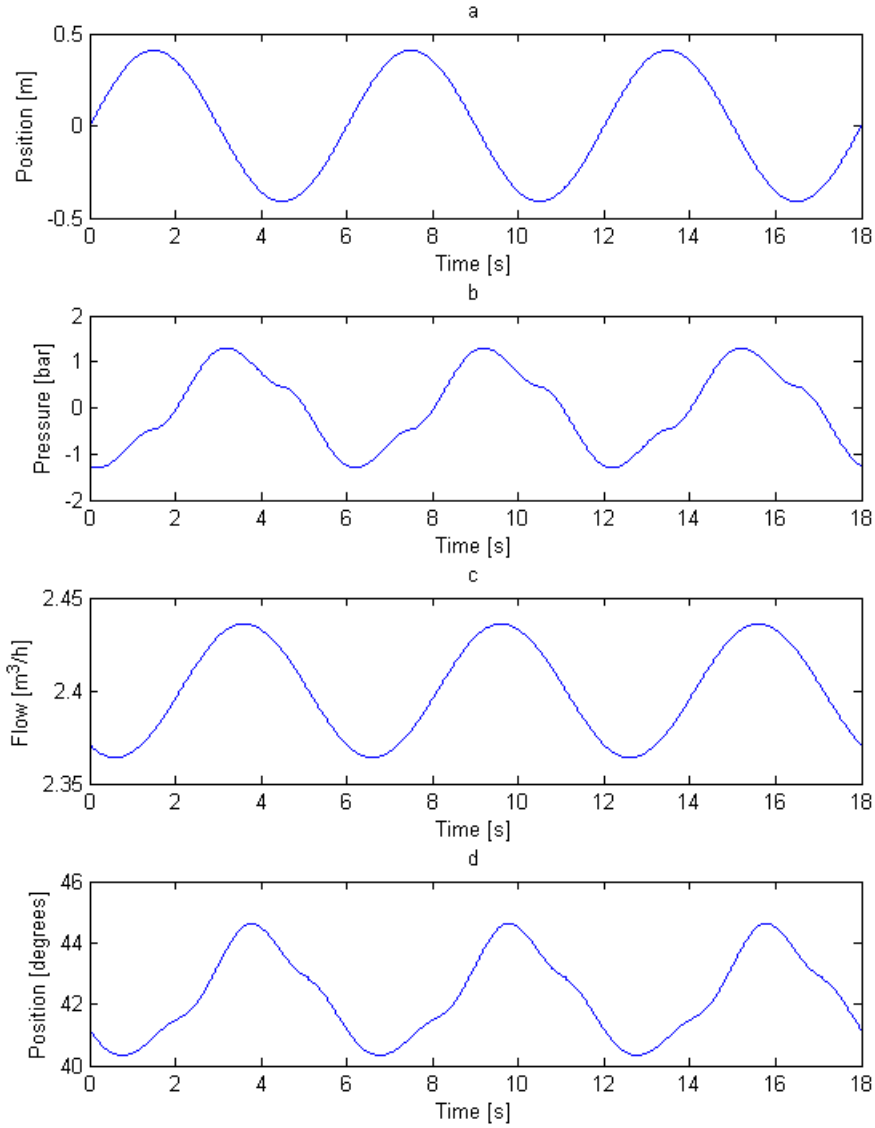 a
0.5
0
-0.5
Position [m]
0 2 4 6 8 10 12 14 16 18
Time [s]
b
2
1
0
-1
-2
Pressure [bar]
0 2 4 6 8 10 12 14 16 18
Time [s]
c
2.45
2.4
2.35
Flow [m³/h]
0 2 4 6 8 10 12 14 16 18
Time [s]
d
46
44
42
40
Position [degrees]
0 2 4 6 8 10 12 14 16 18
Time [s]